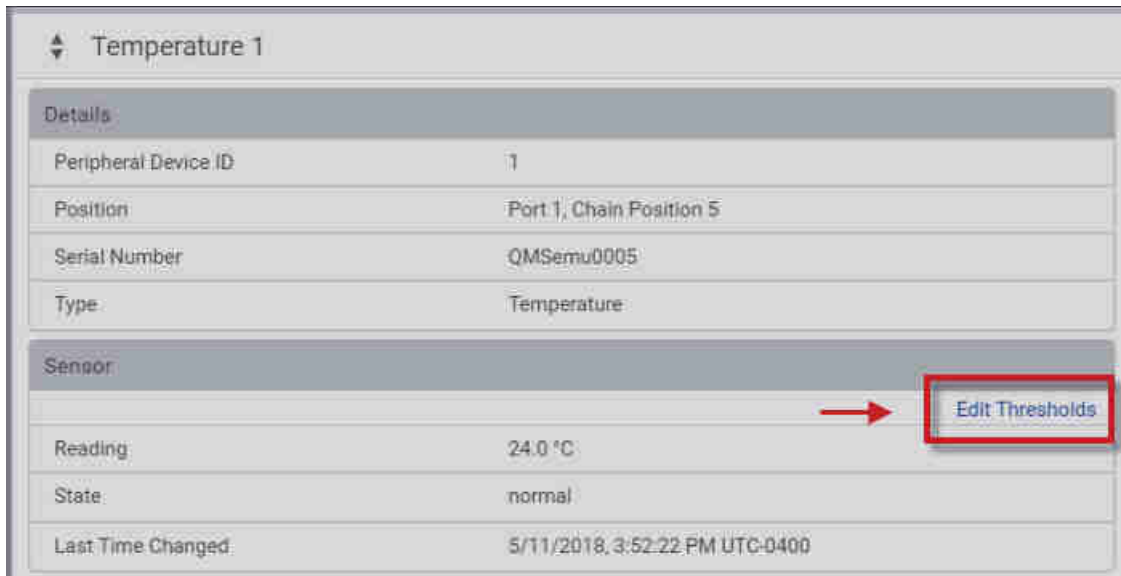 Temperature 1
Details
Peripheral Device ID 1
Position Port 1, Chain Position 5
Serial Number QMSemu0005
Type Temperature
Sensor
Edit Thresholds
Reading 24.0 °C
State normal
Last Time Changed 5/11/2018, 3:52:22 PM UTC-0400